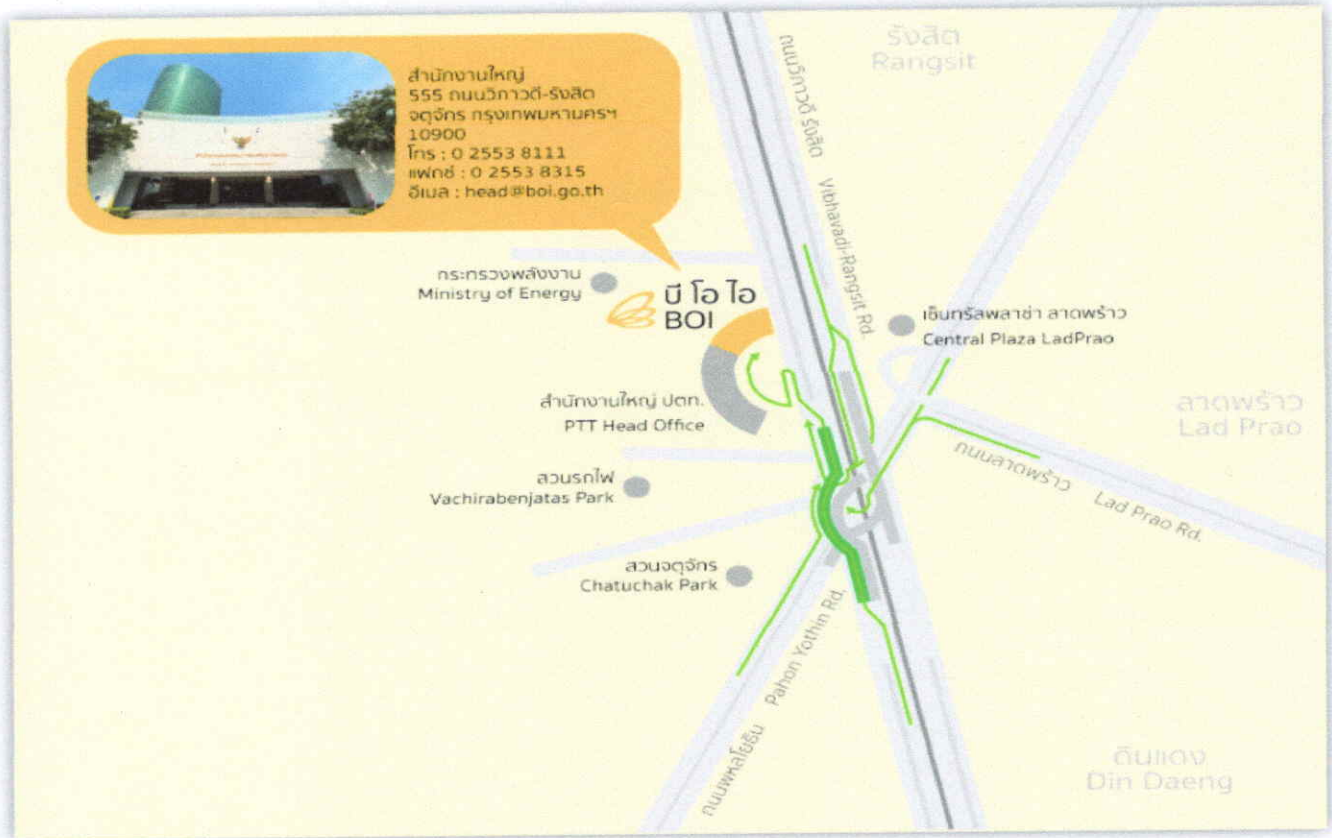 สำนักงานใหญ่
555 ถนนวิภาวดี-รังสิต
จตุจักร กรุงเทพมหานครฯ
10900
โทร : 0 2553 8111
แฟกซ์ : 0 2553 8315
อีเมล : head@boi.go.th
รังสิต
Rangsit
ถนนวิภาวดี รังสิต Vibhavadi-Rangsit Rd.
กระทรวงพลังงาน
Ministry of Energy
บี โอ ไอ
BOI
เซ็นทรัลพลาซ่า ลาดพร้าว
Central Plaza LadPrao
สำนักงานใหญ่ ปตท.
PTT Head Office
ลาดพร้าว
Lad Prao
ถนนลาดพร้าว Lad Prao Rd.
สวนรถไฟ
Vachirabenjatas Park
สวนจตุจักร
Chatuchak Park
ถนนพหลโยธิน Pahon Yothin Rd.
ดินแดง
Din Daeng